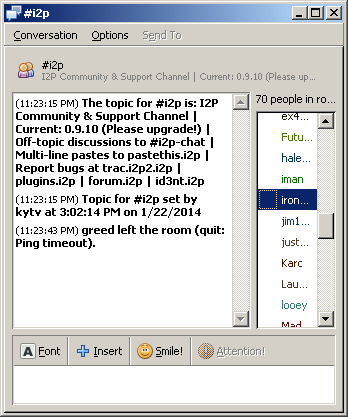 #i2p
Conversation Options Send To
#i2p
I2P Community & Support Channel | Current: 0.9.10 (Please up...
(11:23:15 PM) The topic for #i2p is: I2P
Community & Support Channel |
Current: 0.9.10 (Please upgrade!) |
Off-topic discussions to #i2p-chat |
Multi-line pastes to pastethis.i2p |
Report bugs at trac.i2p2.i2p |
plugins.i2p | forum.i2p | id3nt.i2p
(11:23:15 PM) Topic for #i2p set by
kytv at 3:02:14 PM on 1/22/2014
(11:23:43 PM) greed left the room (quit:
Ping timeout).
70 people in ro...
ex4...
Futu...
hale...
iman
iron...
jim1...
just...
Karc
Lau...
looey
Mad
Font Insert Smile! Attention!